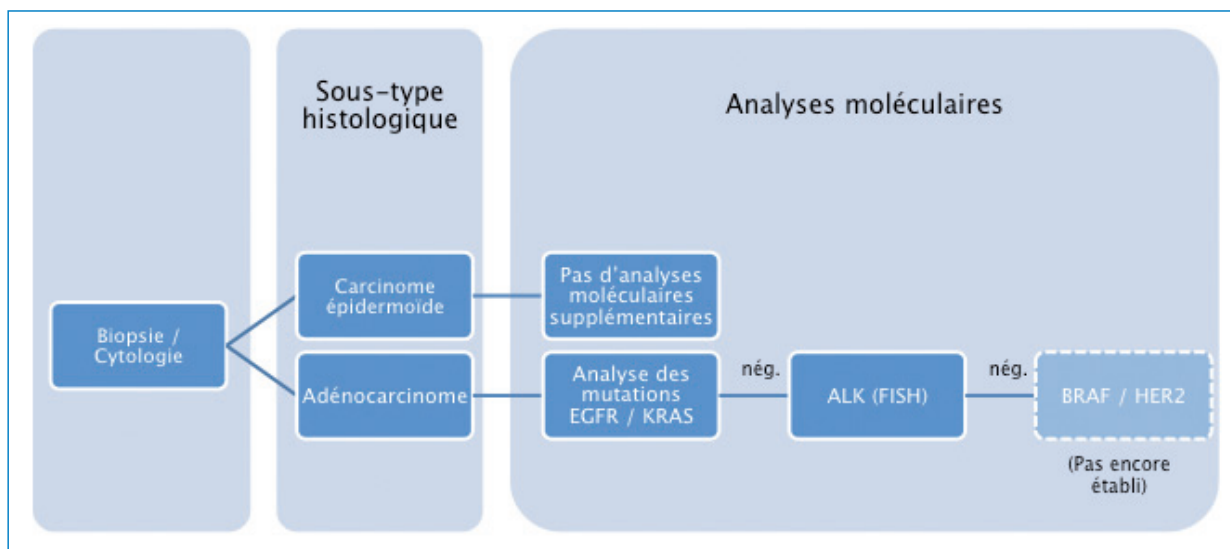 Sous-type
histologique
Analyses moléculaires
Biopsie /
Cytologie
Carcinome
épidermoïde
Pas d'analyses
moléculaires
supplémentaires
Adénocarcinome
Analyse des
mutations
EGFR / KRAS
nég.
ALK (FISH)
nég.
BRAF / HER2
(Pas encore
établi)